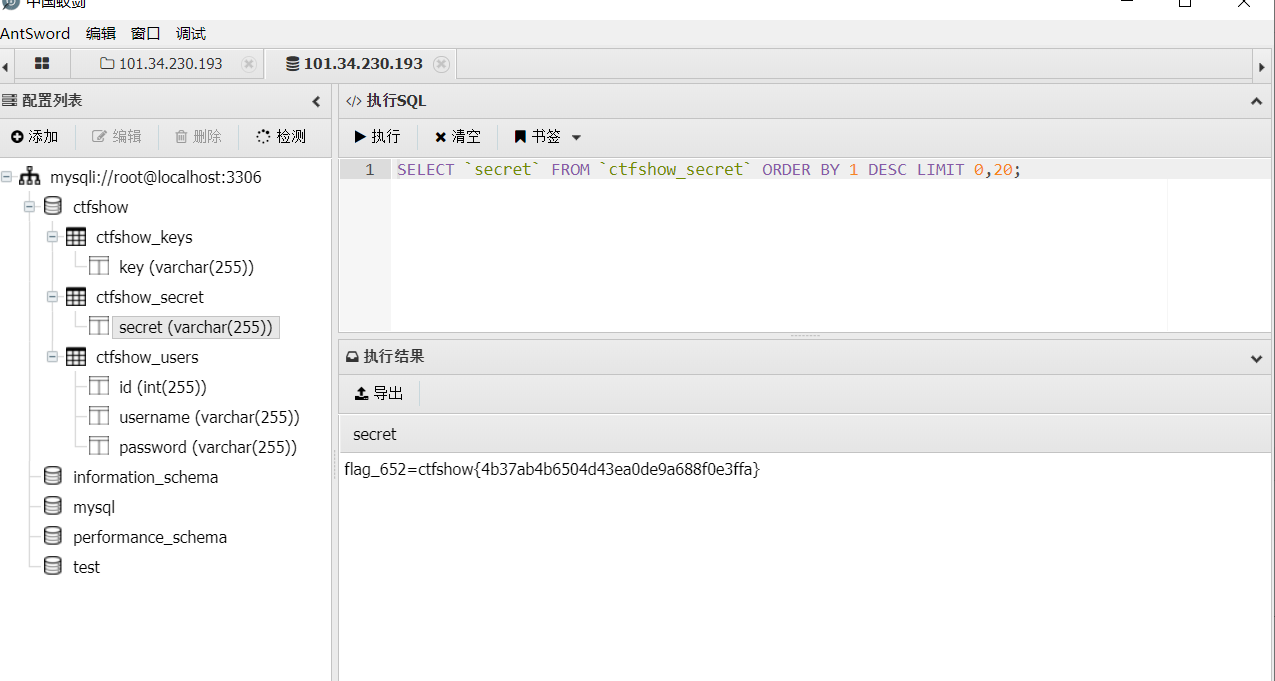 中国蚁剑
AntSword 编辑 窗口 调试
101.34.230.193 101.34.230.193
配置列表
添加 编辑 删除 检测
mysqli://root@localhost:3306
ctfshow
ctfshow_keys
key (varchar(255))
ctfshow_secret
secret (varchar(255))
ctfshow_users
id (int(255))
username (varchar(255))
password (varchar(255))
information_schema
mysql
performance_schema
test
</> 执行SQL
执行 清空 书签
1 SELECT `secret` FROM `ctfshow_secret` ORDER BY 1 DESC LIMIT 0,20;
执行结果
导出
secret
flag_652=ctfshow{4b37ab4b6504d43ea0de9a688f0e3ffa}